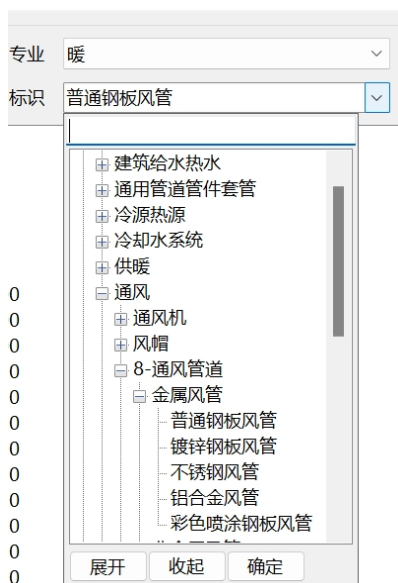 专业 暖
标识 普通钢板风管
建筑给水热水
通用管道管件套管
冷源热源
冷却水系统
供暖
0 通风
0 通风机
0 风帽
0 8-通风管道
0 金属风管
0 普通钢板风管
0 镀锌钢板风管
0 不锈钢风管
0 铝合金风管
0 彩色喷涂钢板风管
0
0 展开 收起 确定